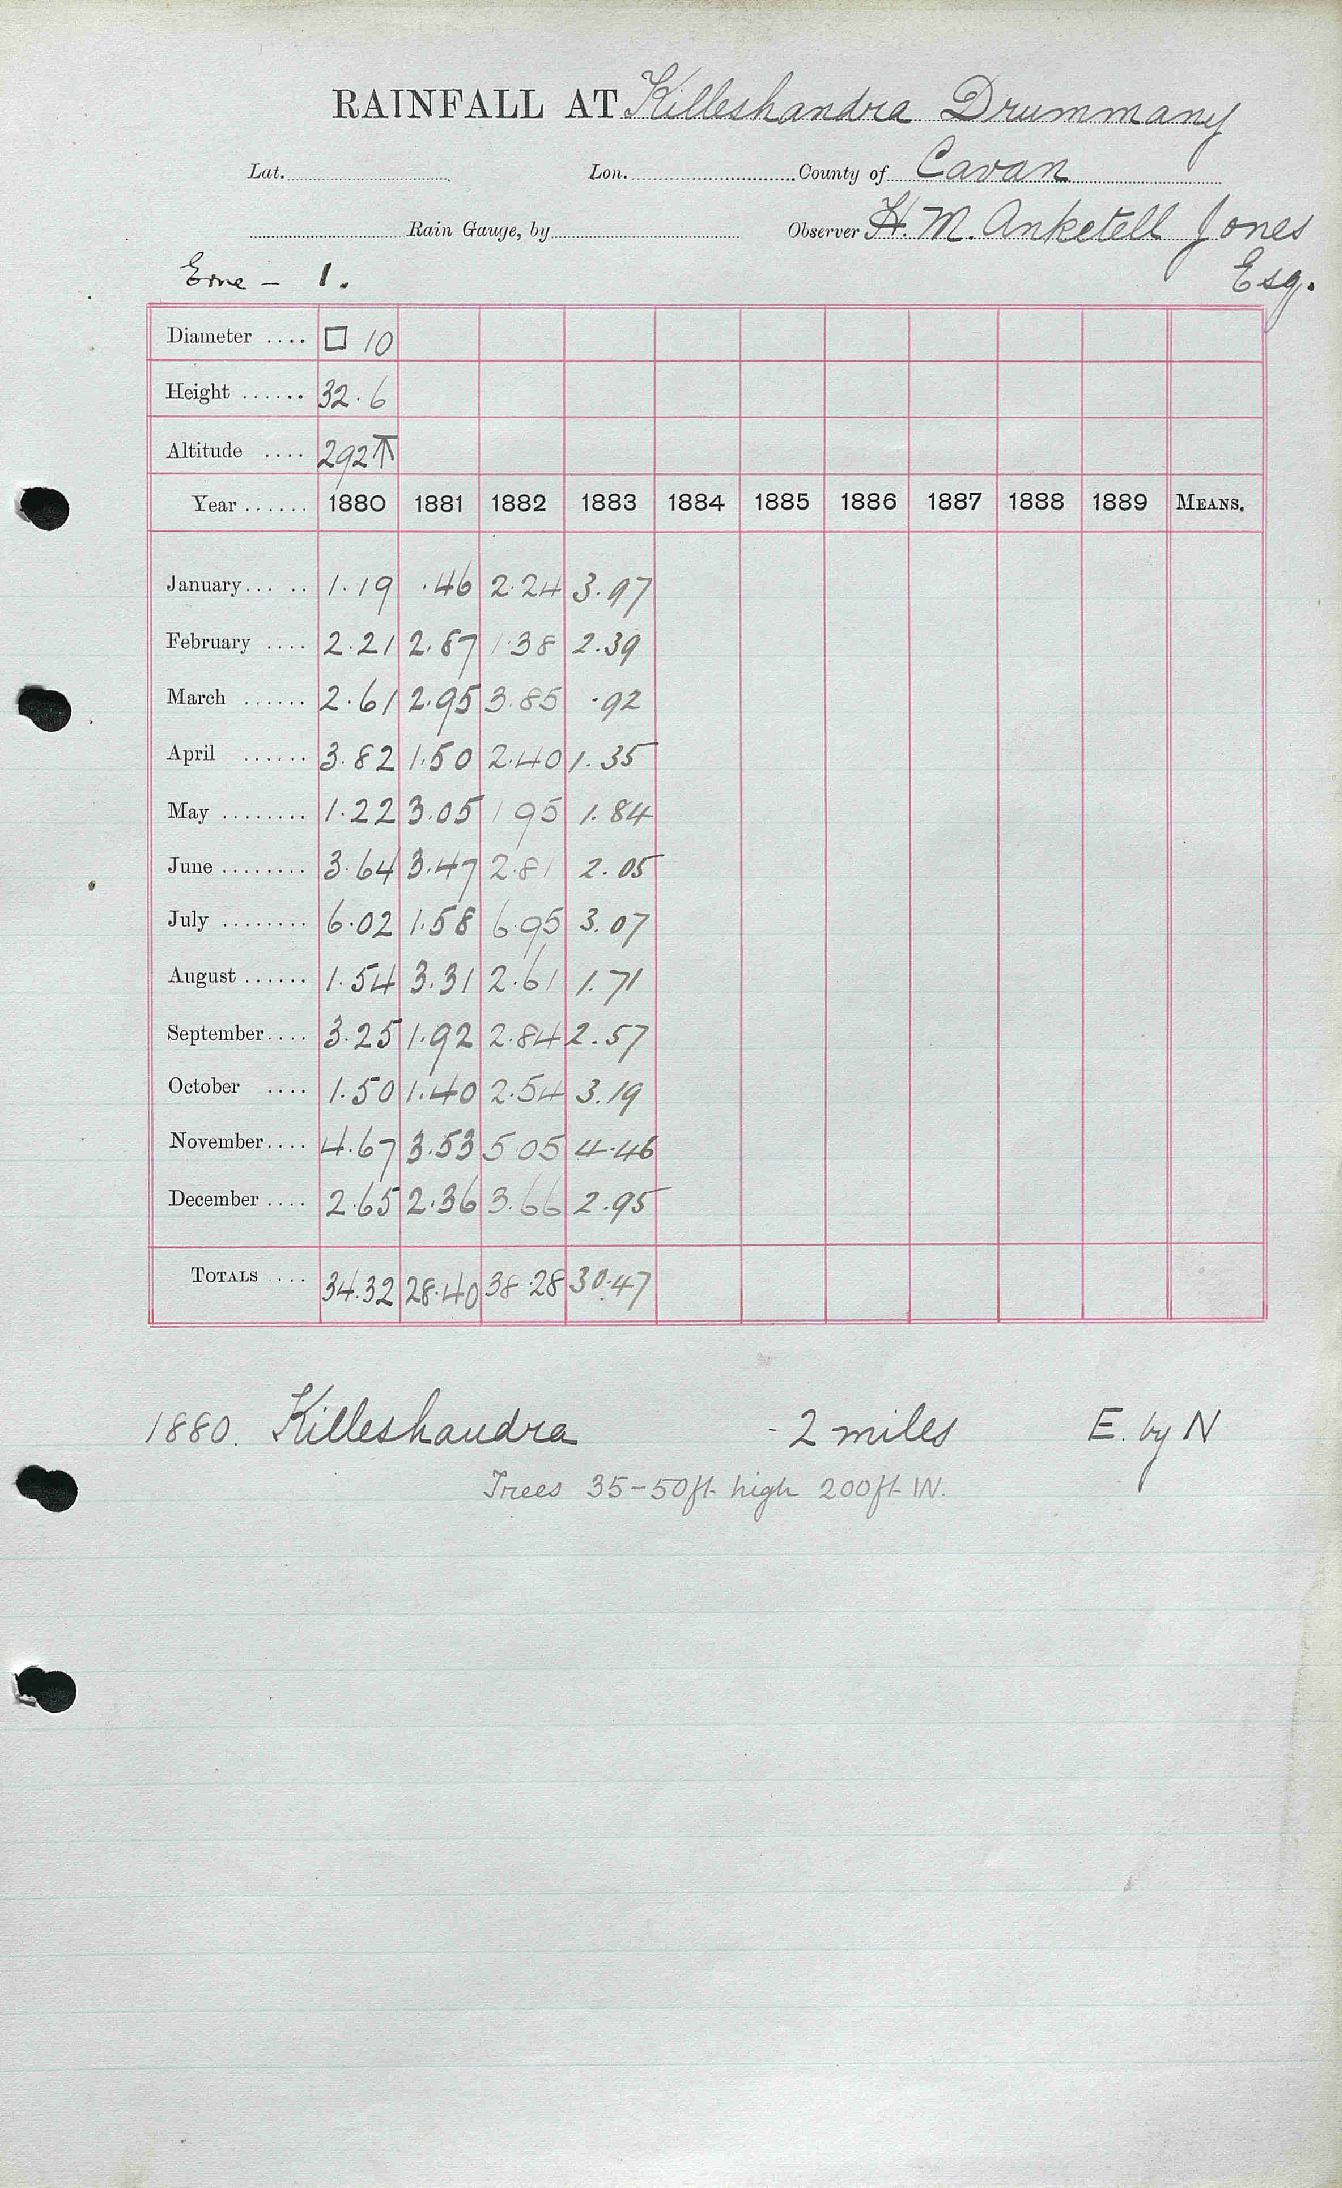 RAINFALL AT Killeshandra Drummany
Lat. Lon. County of Cavan
Rain Gauge, by Observer H. M. Anketell Jones
Esq.
Erne - 1.
Diameter .... □ 10
Height ...... 32.6
Altitude .... 292
Year ...... 1880 1881 1882 1883 1884 1885 1886 1887 1888 1889 MEANS.
January... .. 1.19 .46 2.24 3.97
February .... 2.21 2.87 1.38 2.39
March ...... 2.61 2.95 3.85 .92
April ...... 3.82 1.50 2.40 1.35
May ........ 1.22 3.05 1 95 1.84
June ........ 3.64 3.47 2.81 2.05
July ........ 6.02 1.58 6.95 3.07
August ...... 1.54 3.31 2.61 1.71
September.... 3.25 1.92 2.84 2.57
October .... 1.50 1.40 2.54 3.19
November.... 4.67 3.53 5 05 4.46
December .... 2.65 2.36 3.66 2.95
TOTALS .... 34.32 28.40 38.28 30.47
1880. Killeshandra - 2 miles E. by N
Trees 35-50ft. high 200ft W.